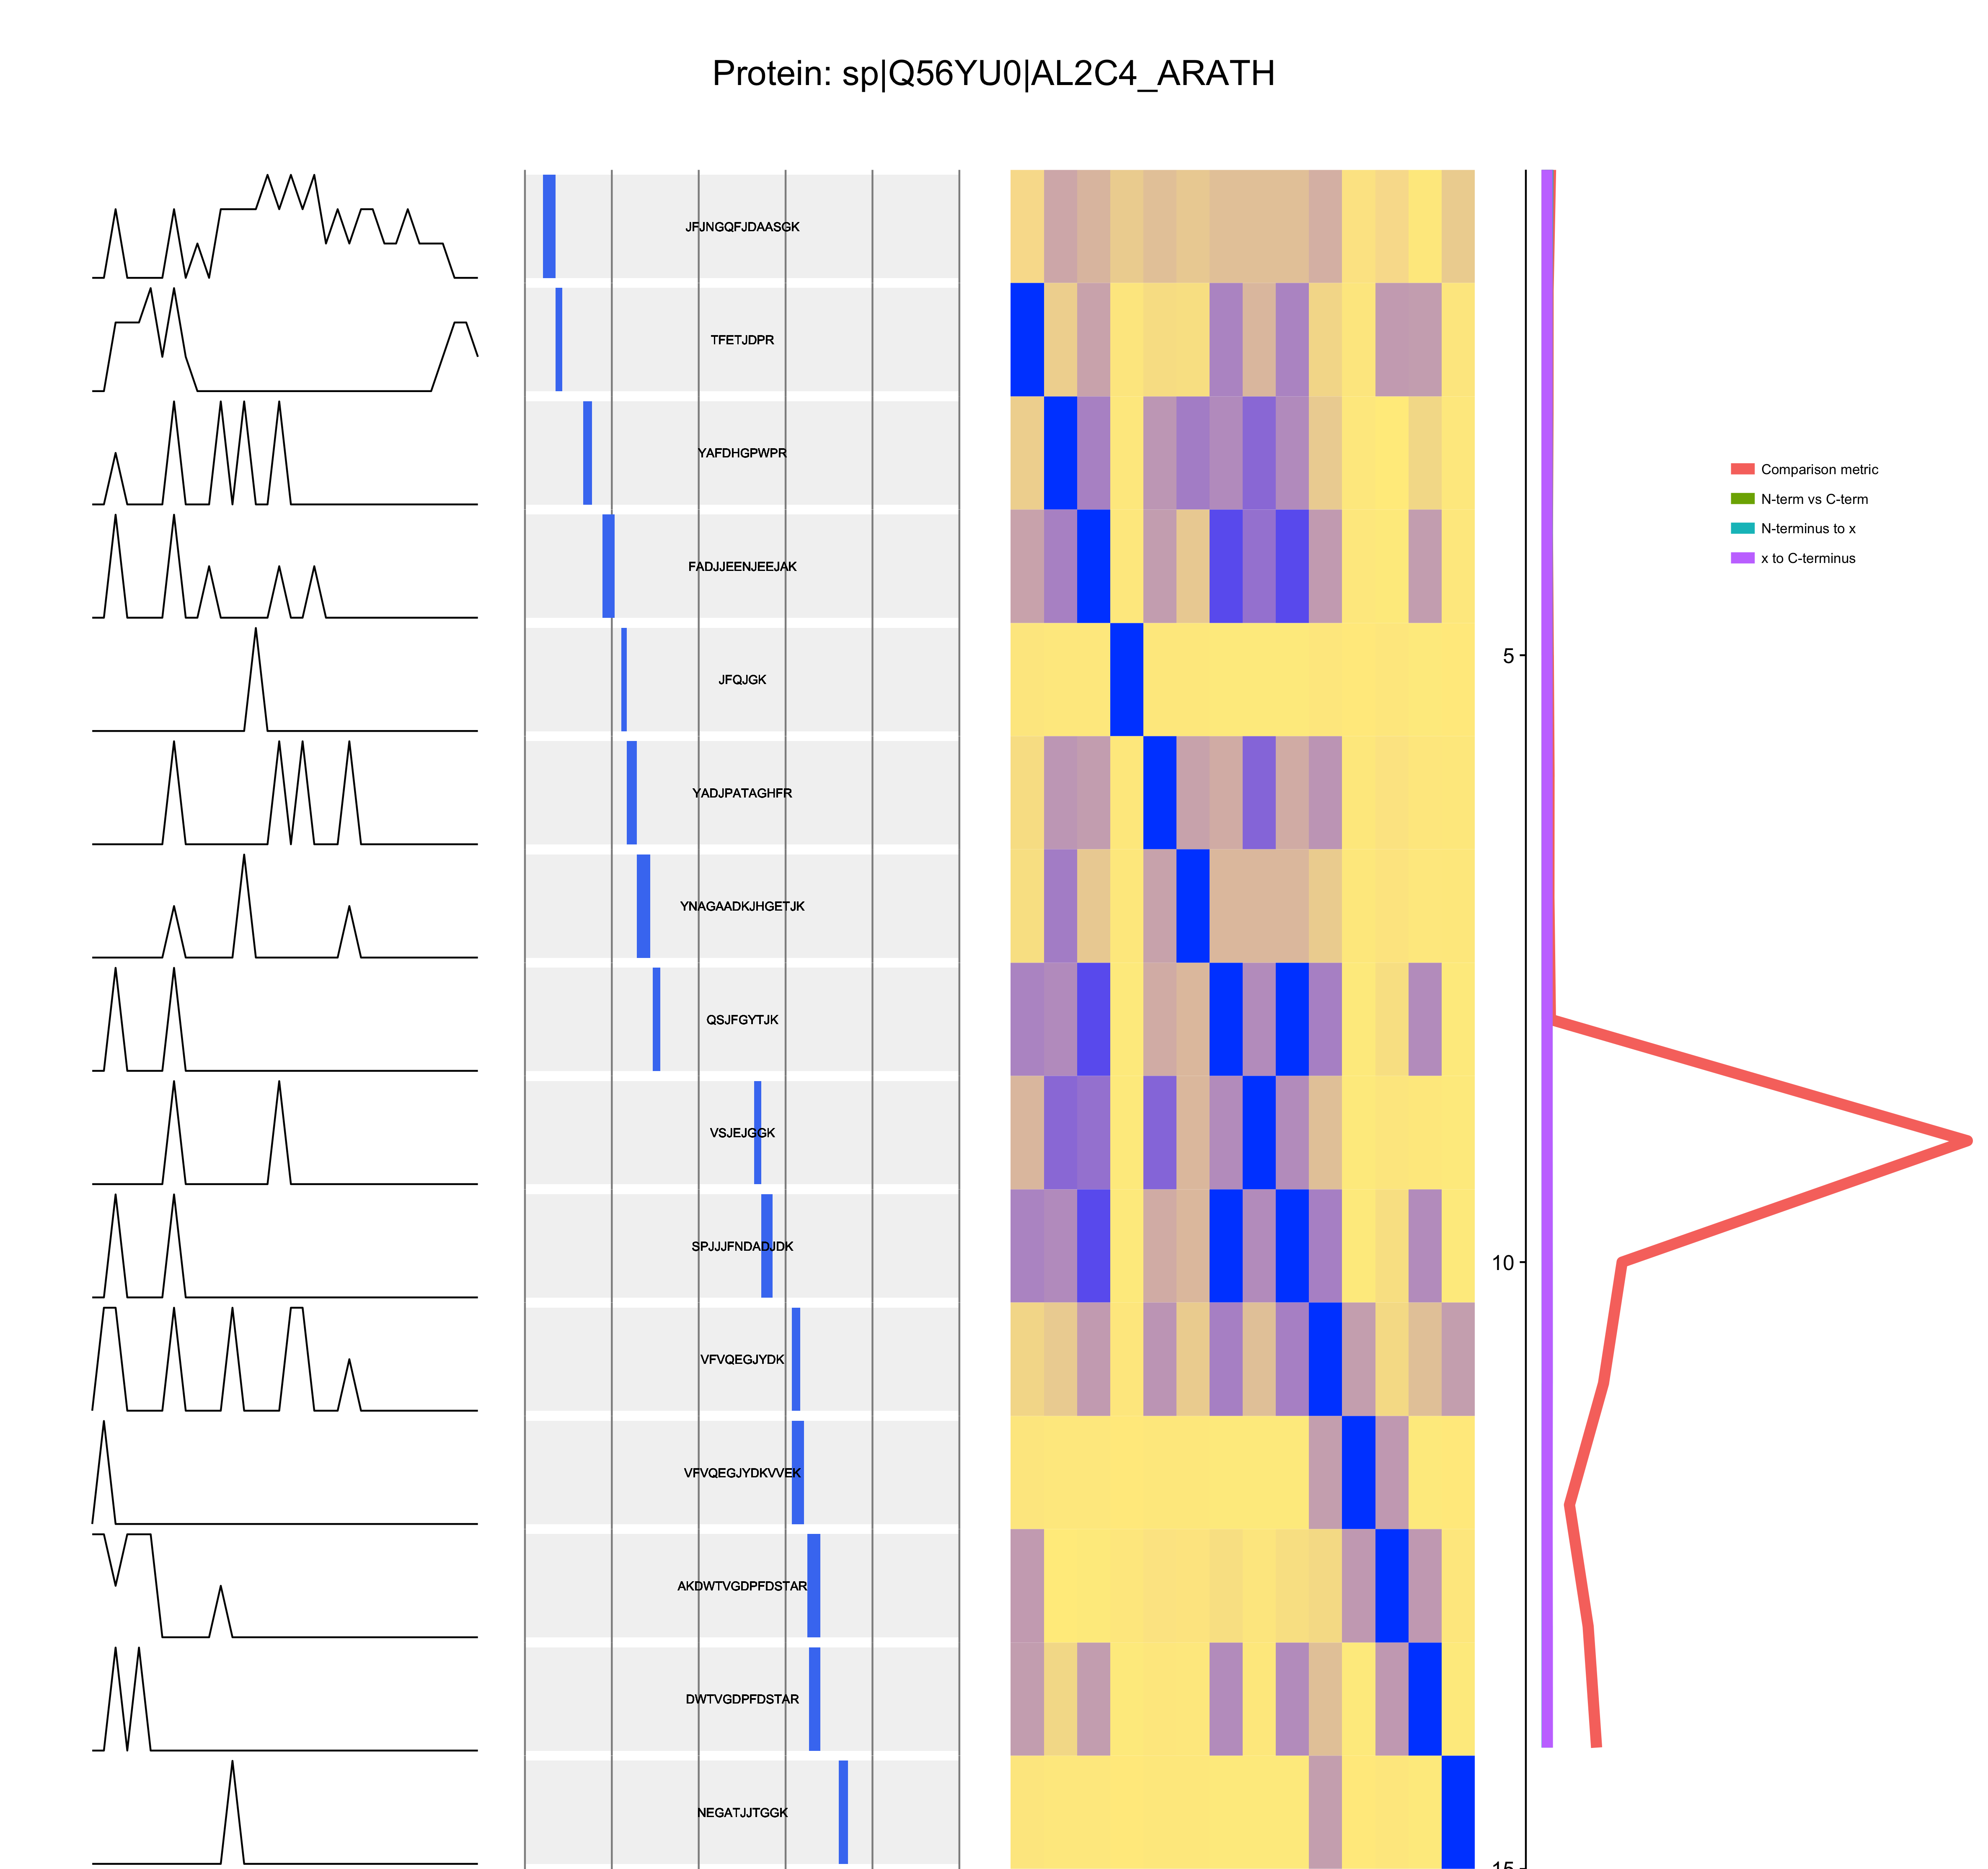 Protein: sp|Q56YU0|AL2C4_ARATH
JFJNGQFJDAASGK
TFETJDPR
YAFDHGPWPR
Comparison metric
N-term vs C-term
N-terminus to x
x to C-terminus
FADJJEENJEEJAK
5
JFQJGK
YADJPATAGHFR
YNAGAADKJHGETJK
QSJFGYTJK
VSJEJGGK
SPJJJFNDADJDK
10
VFVQEGJYDK
VFVQEGJYDKVVEK
AKDWTVGDPFDSTAR
DWTVGDPFDSTAR
NEGATJJTGGK
15